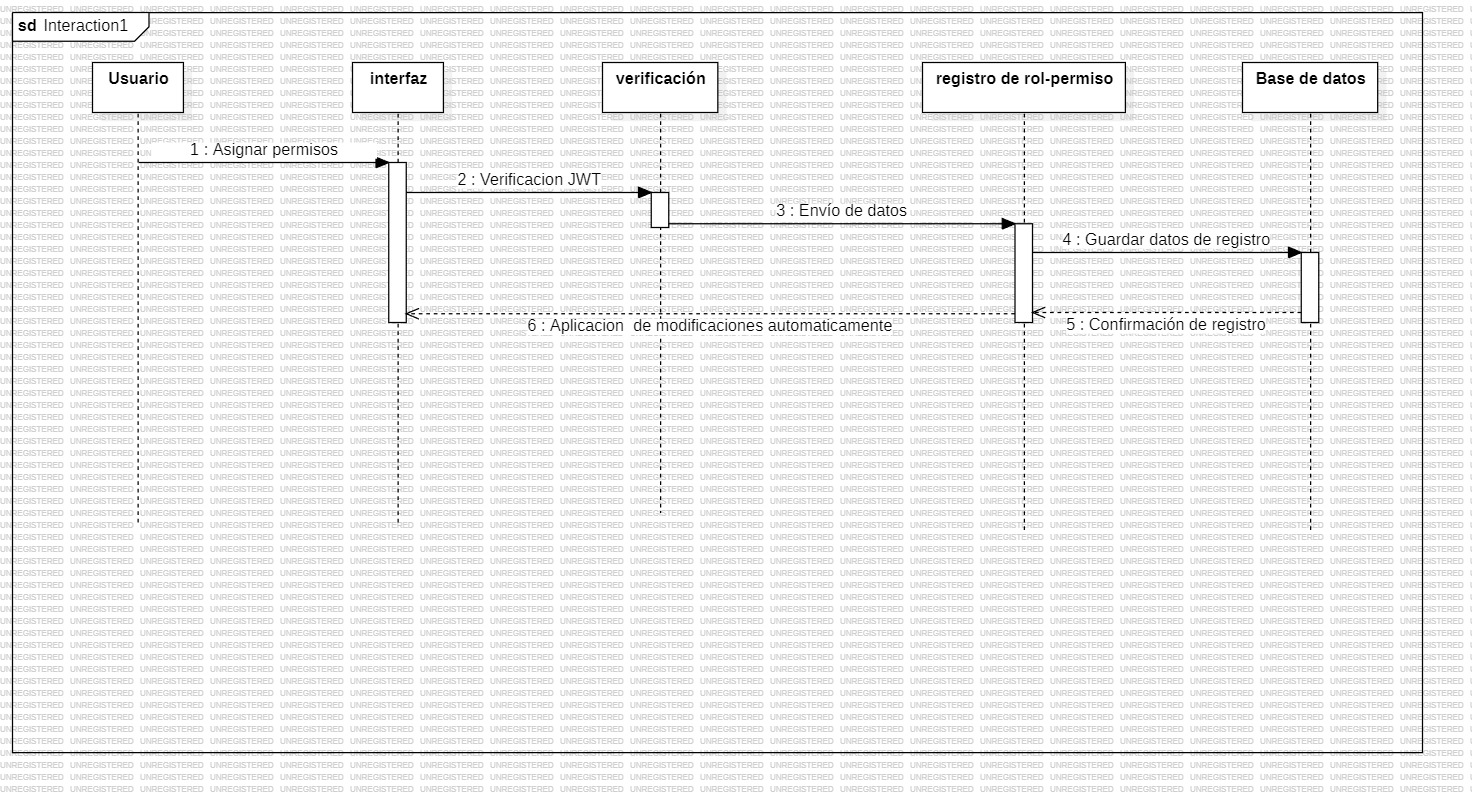 sd Interaction1
Usuario
interfaz
verificación
registro de rol-permiso
Base de datos
1 : Asignar permisos
2 : Verificacion JWT
3 : Envío de datos
4 : Guardar datos de registro
5 : Confirmación de registro
6 : Aplicacion  de modificaciones automaticamente
UNREGISTERED